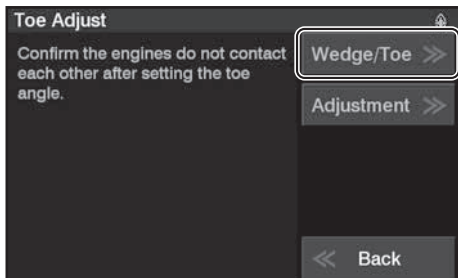 Toe Adjust
Confirm the engines do not contact
each other after setting the toe
angle.
Wedge/Toe
Adjustment
Back